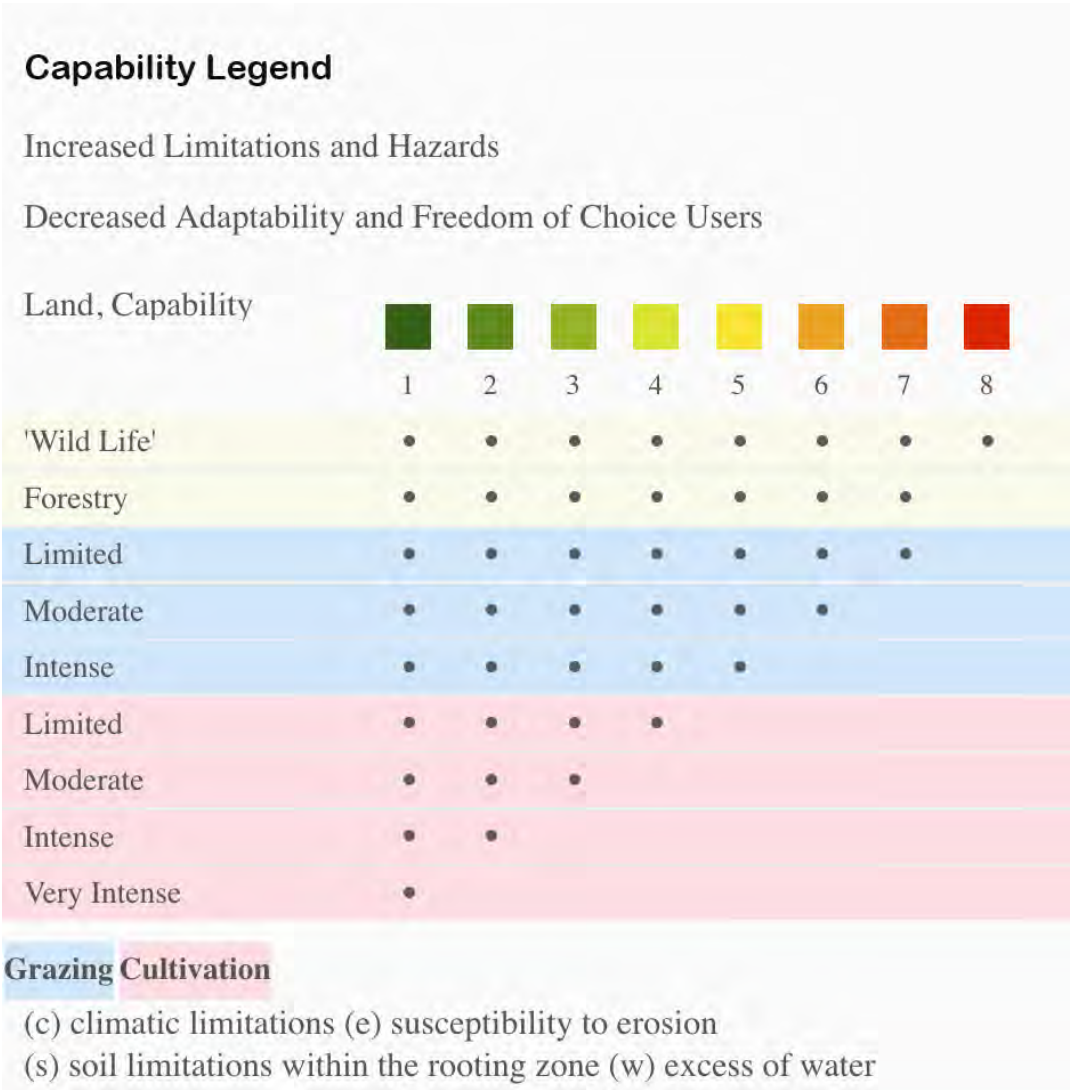 Capability Legend
Increased Limitations and Hazards
Decreased Adaptability and Freedom of Choice Users
Land, Capability
1 2 3 4 5 6 7 8
'Wild Life'
Forestry
Limited
Moderate
Intense
Limited
Moderate
Intense
Very Intense
Grazing Cultivation
(c) climatic limitations (e) susceptibility to erosion
(s) soil limitations within the rooting zone (w) excess of water